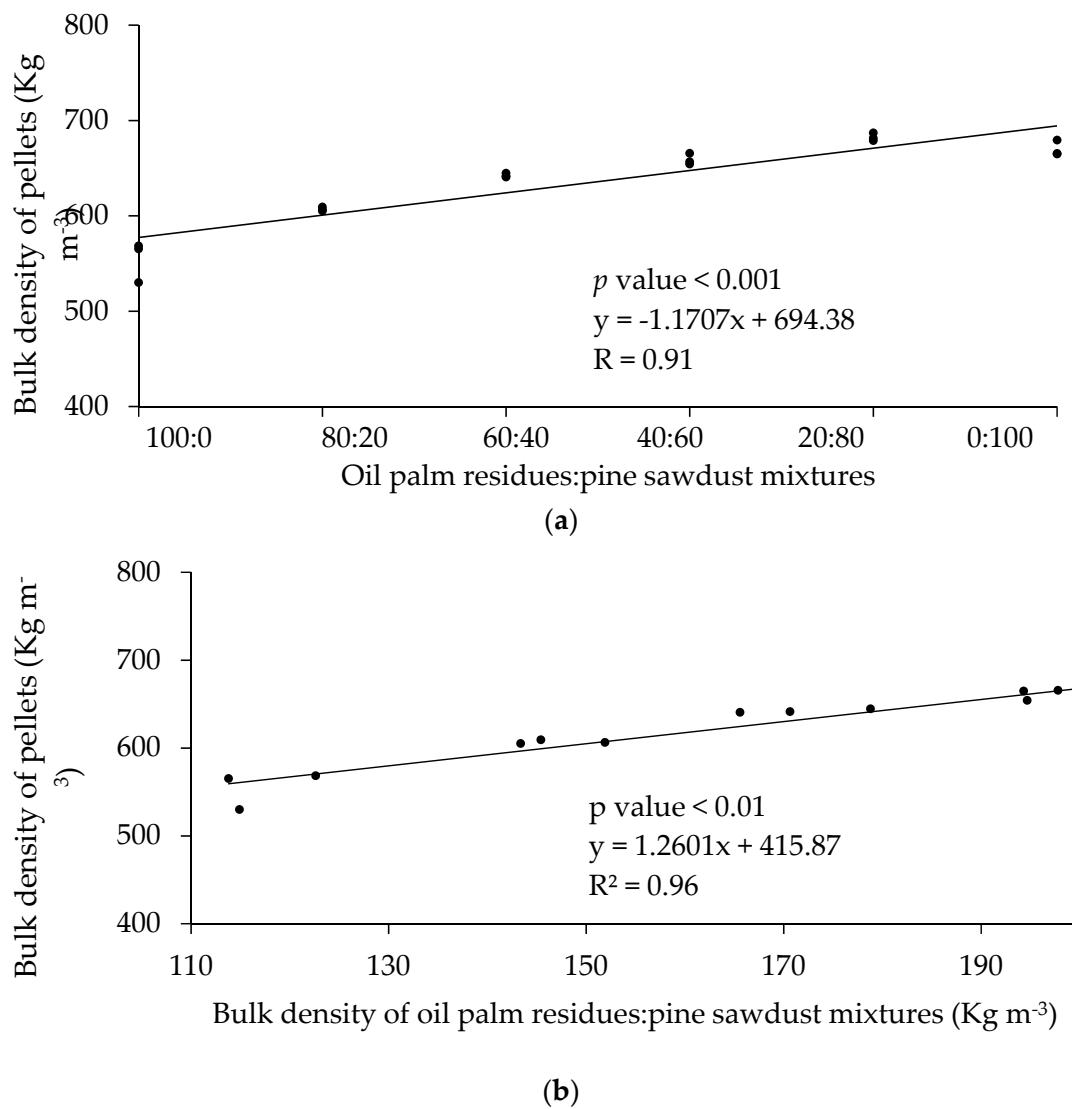 800
700
600
500
400
Bulk density of pellets (Kg
m⁻³)
p value < 0.001
y = -1.1707x + 694.38
R = 0.91
100:0 80:20 60:40 40:60 20:80 0:100
Oil palm residues:pine sawdust mixtures
(a)
800
700
600
500
400
Bulk density of pellets (Kg m⁻
³)
p value < 0.01
y = 1.2601x + 415.87
R² = 0.96
110 130 150 170 190
Bulk density of oil palm residues:pine sawdust mixtures (Kg m⁻³)
(b)